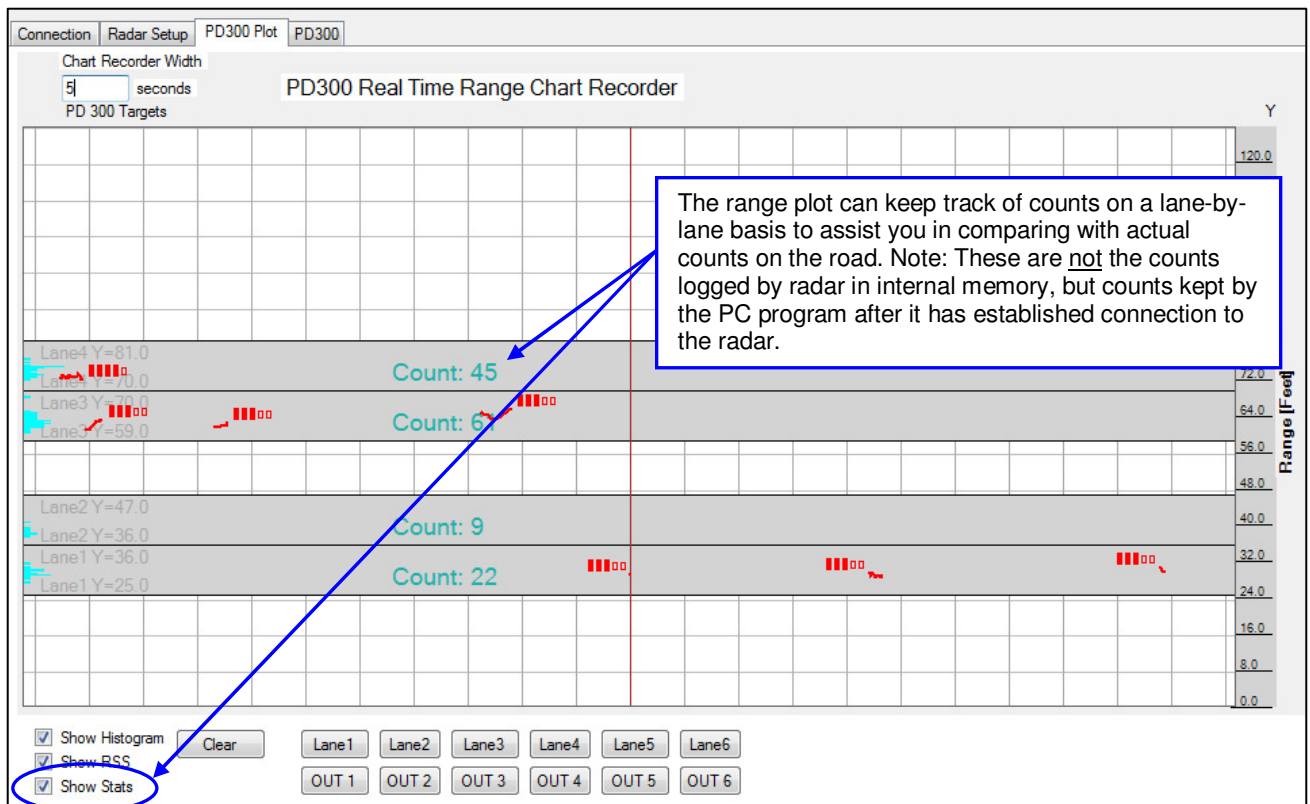 Connection Radar Setup PD300 Plot PD300
Chart Recorder Width
5 seconds
PD300 Real Time Range Chart Recorder
PD 300 Targets
Y
120.0
The range plot can keep track of counts on a lane-by-
lane basis to assist you in comparing with actual
counts on the road. Note: These are not the counts
logged by radar in internal memory, but counts kept by
the PC program after it has established connection to
the radar.
Lane4 Y=81.0
Count: 45
72.0
Lane4 Y=70.0
Lane3 Y=70.0
Count: 61
64.0
Lane3 Y=59.0
56.0
Range [Feet]
48.0
Lane2 Y=47.0
Count: 9
40.0
Lane2 Y=36.0
Lane1 Y=36.0
32.0
Count: 22
Lane1 Y=25.0
24.0
16.0
8.0
0.0
Show Histogram
Clear
Lane1 Lane2 Lane3 Lane4 Lane5 Lane6
Show RSS
Show Stats
OUT 1 OUT 2 OUT 3 OUT 4 OUT 5 OUT 6